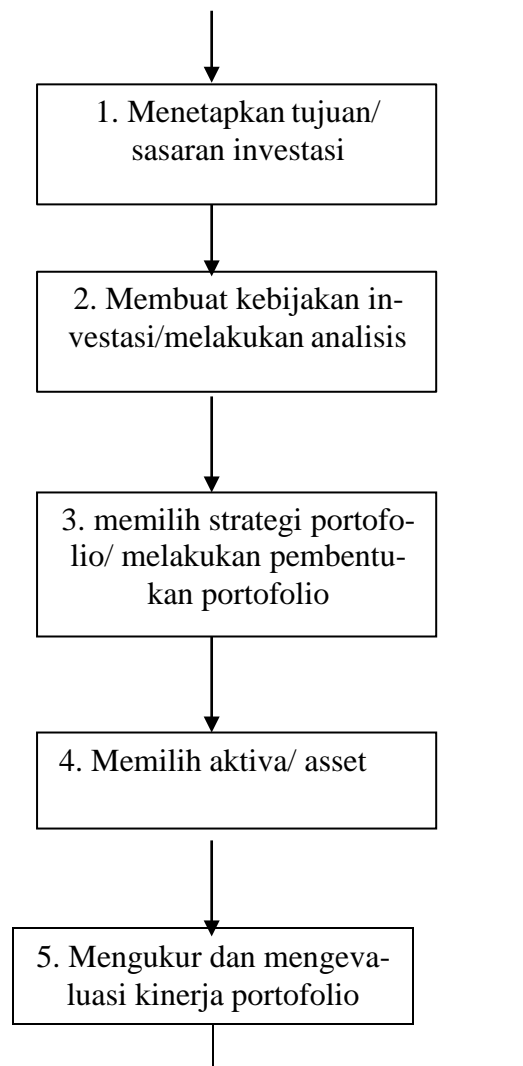 1. Menetapkan tujuan/
sasaran investasi
2. Membuat kebijakan in-
vestasi/melakukan analisis
3. memilih strategi portofo-
lio/ melakukan pembentu-
kan portofolio
4. Memilih aktiva/ asset
5. Mengukur dan mengeva-
luasi kinerja portofolio